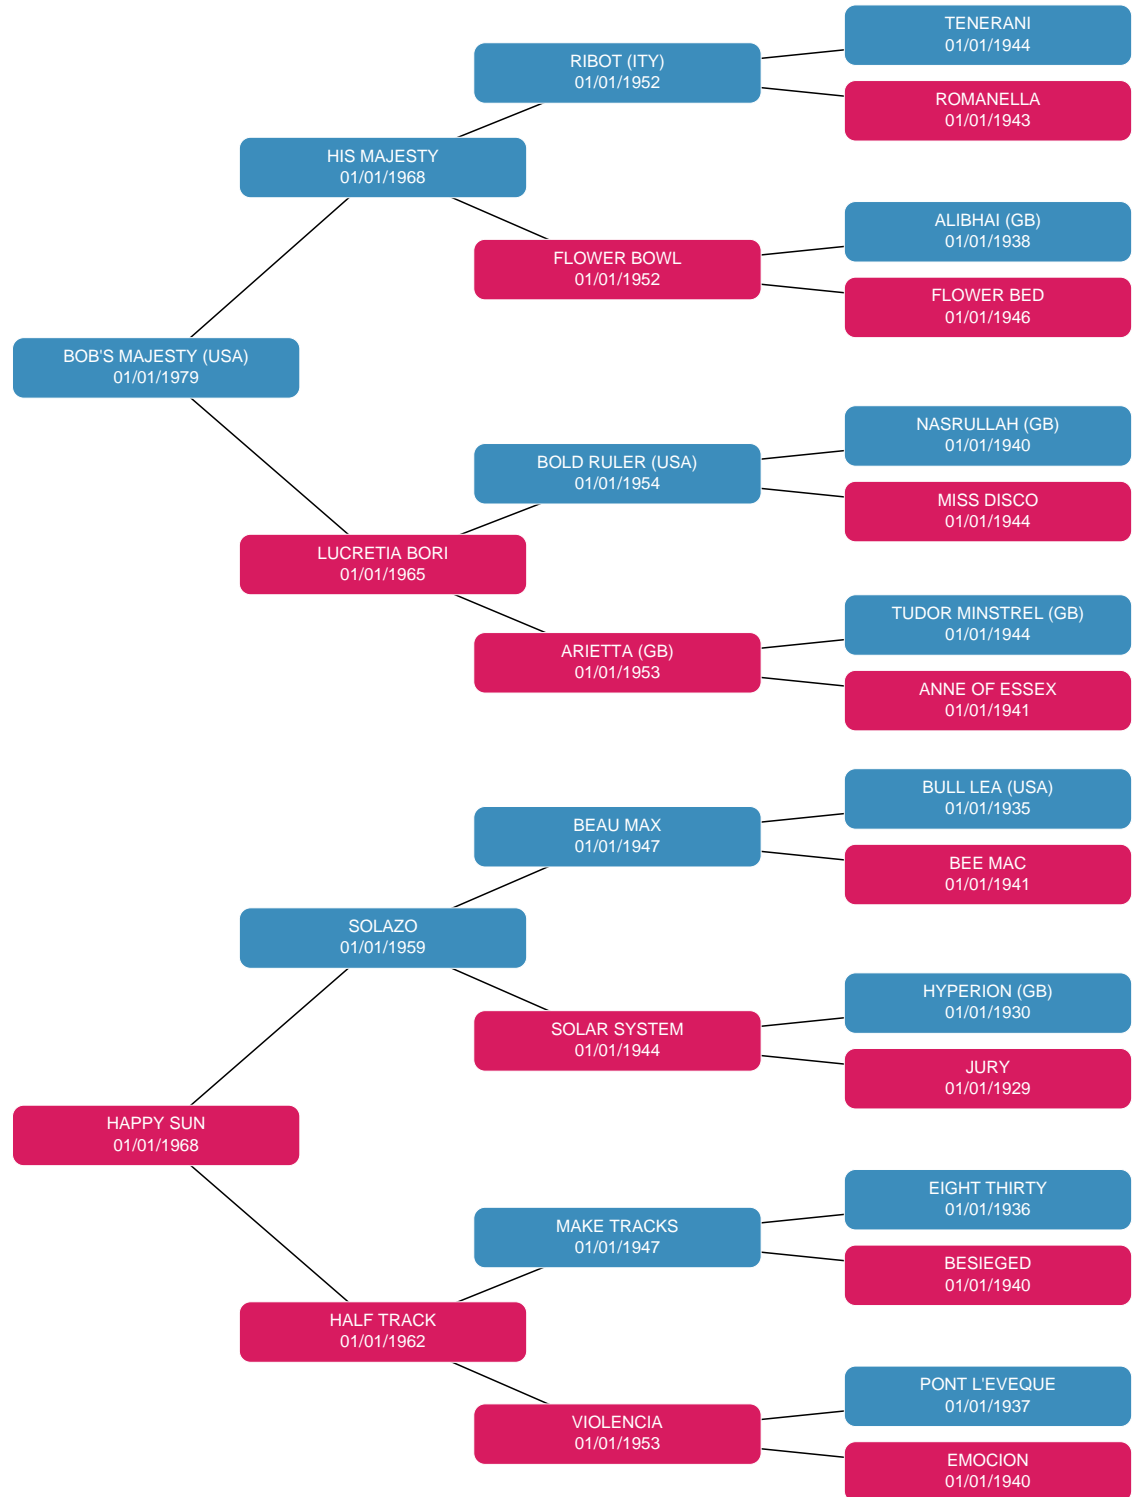 TENERANI
01/01/1944
RIBOT (ITY)
01/01/1952
ROMANELLA
01/01/1943
HIS MAJESTY
01/01/1968
ALIBHAI (GB)
01/01/1938
FLOWER BOWL
01/01/1952
FLOWER BED
01/01/1946
BOB'S MAJESTY (USA)
01/01/1979
NASRULLAH (GB)
01/01/1940
BOLD RULER (USA)
01/01/1954
MISS DISCO
01/01/1944
LUCRETIA BORI
01/01/1965
TUDOR MINSTREL (GB)
01/01/1944
ARIETTA (GB)
01/01/1953
ANNE OF ESSEX
01/01/1941
BULL LEA (USA)
01/01/1935
BEAU MAX
01/01/1947
BEE MAC
01/01/1941
SOLAZO
01/01/1959
HYPERION (GB)
01/01/1930
SOLAR SYSTEM
01/01/1944
JURY
01/01/1929
HAPPY SUN
01/01/1968
EIGHT THIRTY
01/01/1936
MAKE TRACKS
01/01/1947
BESIEGED
01/01/1940
HALF TRACK
01/01/1962
PONT L'EVEQUE
01/01/1937
VIOLENCIA
01/01/1953
EMOCION
01/01/1940